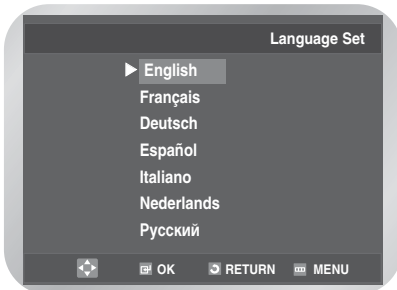 Language Set
English
Français
Deutsch
Español
Italiano
Nederlands
Русский
OK RETURN MENU